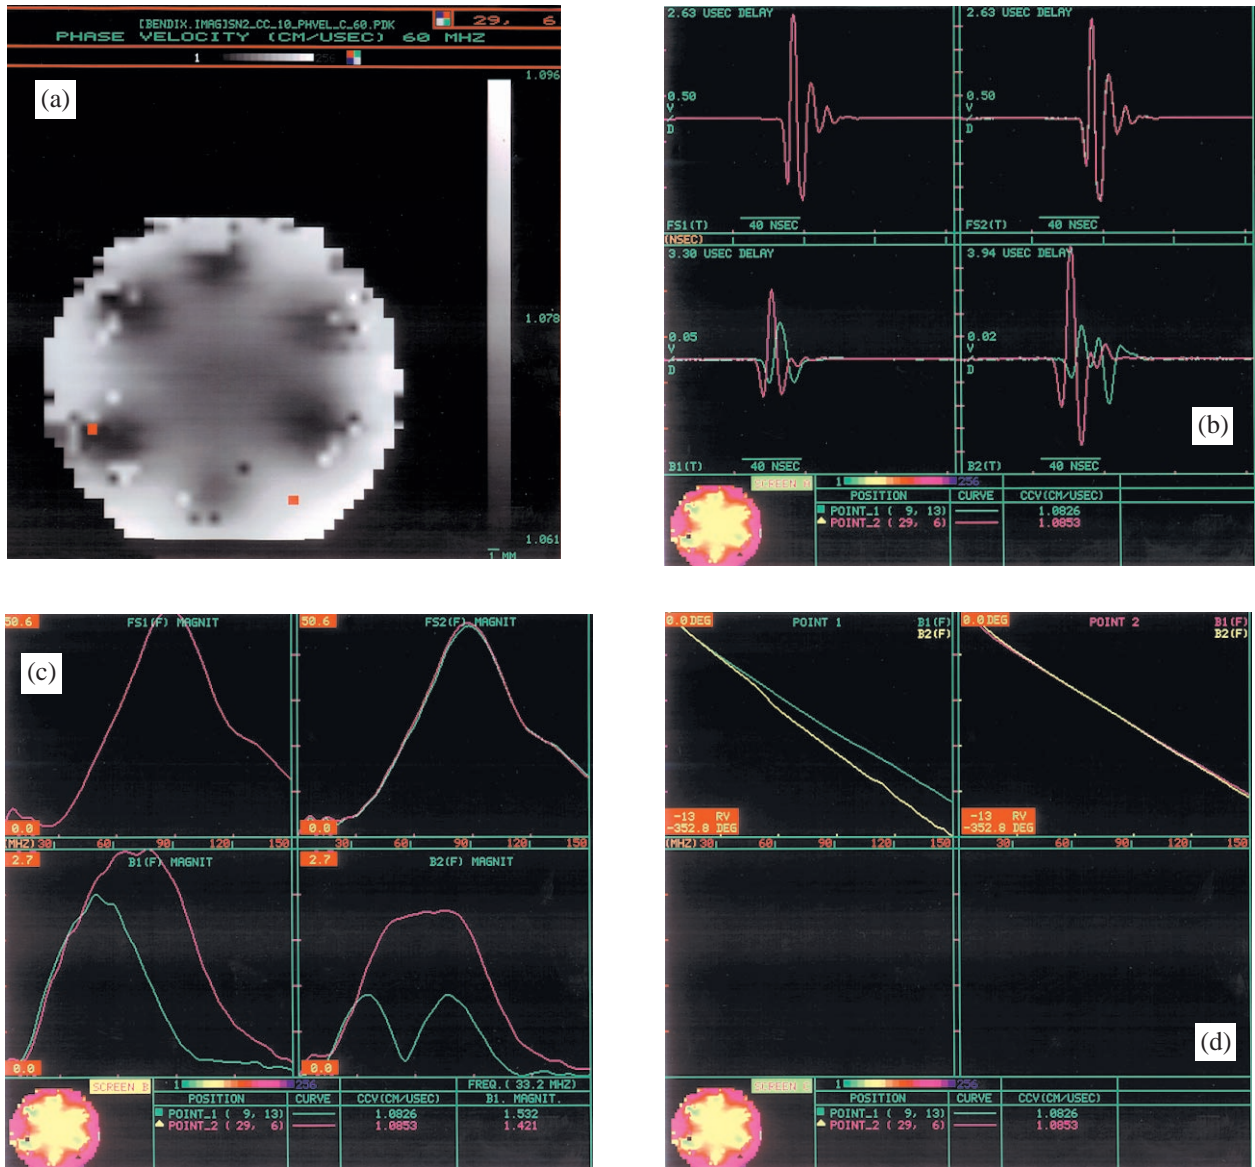 [BENDIX.IMAG]SN2_CC_10_PHVEL_C_60.PDK
29, 6
PHASE VELOCITY (CM/USEC) 60 MHZ
1 256
(a)
1.096
1.078
1.061
1 MM
2.63 USEC DELAY
2.63 USEC DELAY
0.50
V
/
D
0.50
V
/
D
FS1(T)
40 NSEC
FS2(T)
40 NSEC
(NSEC)
3.30 USEC DELAY
3.94 USEC DELAY
0.05
V
/
D
0.02
V
/
D
(b)
B1(T)
40 NSEC
B2(T)
40 NSEC
1 256
POSITION CURVE CCV(CM/USEC)
POINT_1 ( 9, 13) 1.0826
POINT_2 ( 29, 6) 1.0853
50.6
FS1(F) MAGNIT
50.6
FS2(F) MAGNIT
(c)
0.0
0.0
(MHZ) 30 60 90 120 150 30 60 90 120 150
2.7
B1(F) MAGNIT
2.7
B2(F) MAGNIT
0.0
0.0
SCREEN B
1 256
FREQ.( 33.2 MHZ)
POSITION CURVE CCV(CM/USEC) B1. MAGNIT.
POINT_1 ( 9, 13) 1.0826 1.532
POINT_2 ( 29, 6) 1.0853 1.421
0.0 DEG
POINT 1
B1(F)
B2(F)
0.0 DEG
POINT 2
B1(F)
B2(F)
-13 RV
-352.8 DEG
-13 RV
-352.8 DEG
(MHZ) 30 60 90 120 150 30 60 90 120 150
(d)
1 256
POSITION CURVE CCV(CM/USEC)
POINT_1 ( 9, 13) 1.0826
POINT_2 ( 29, 6) 1.0853